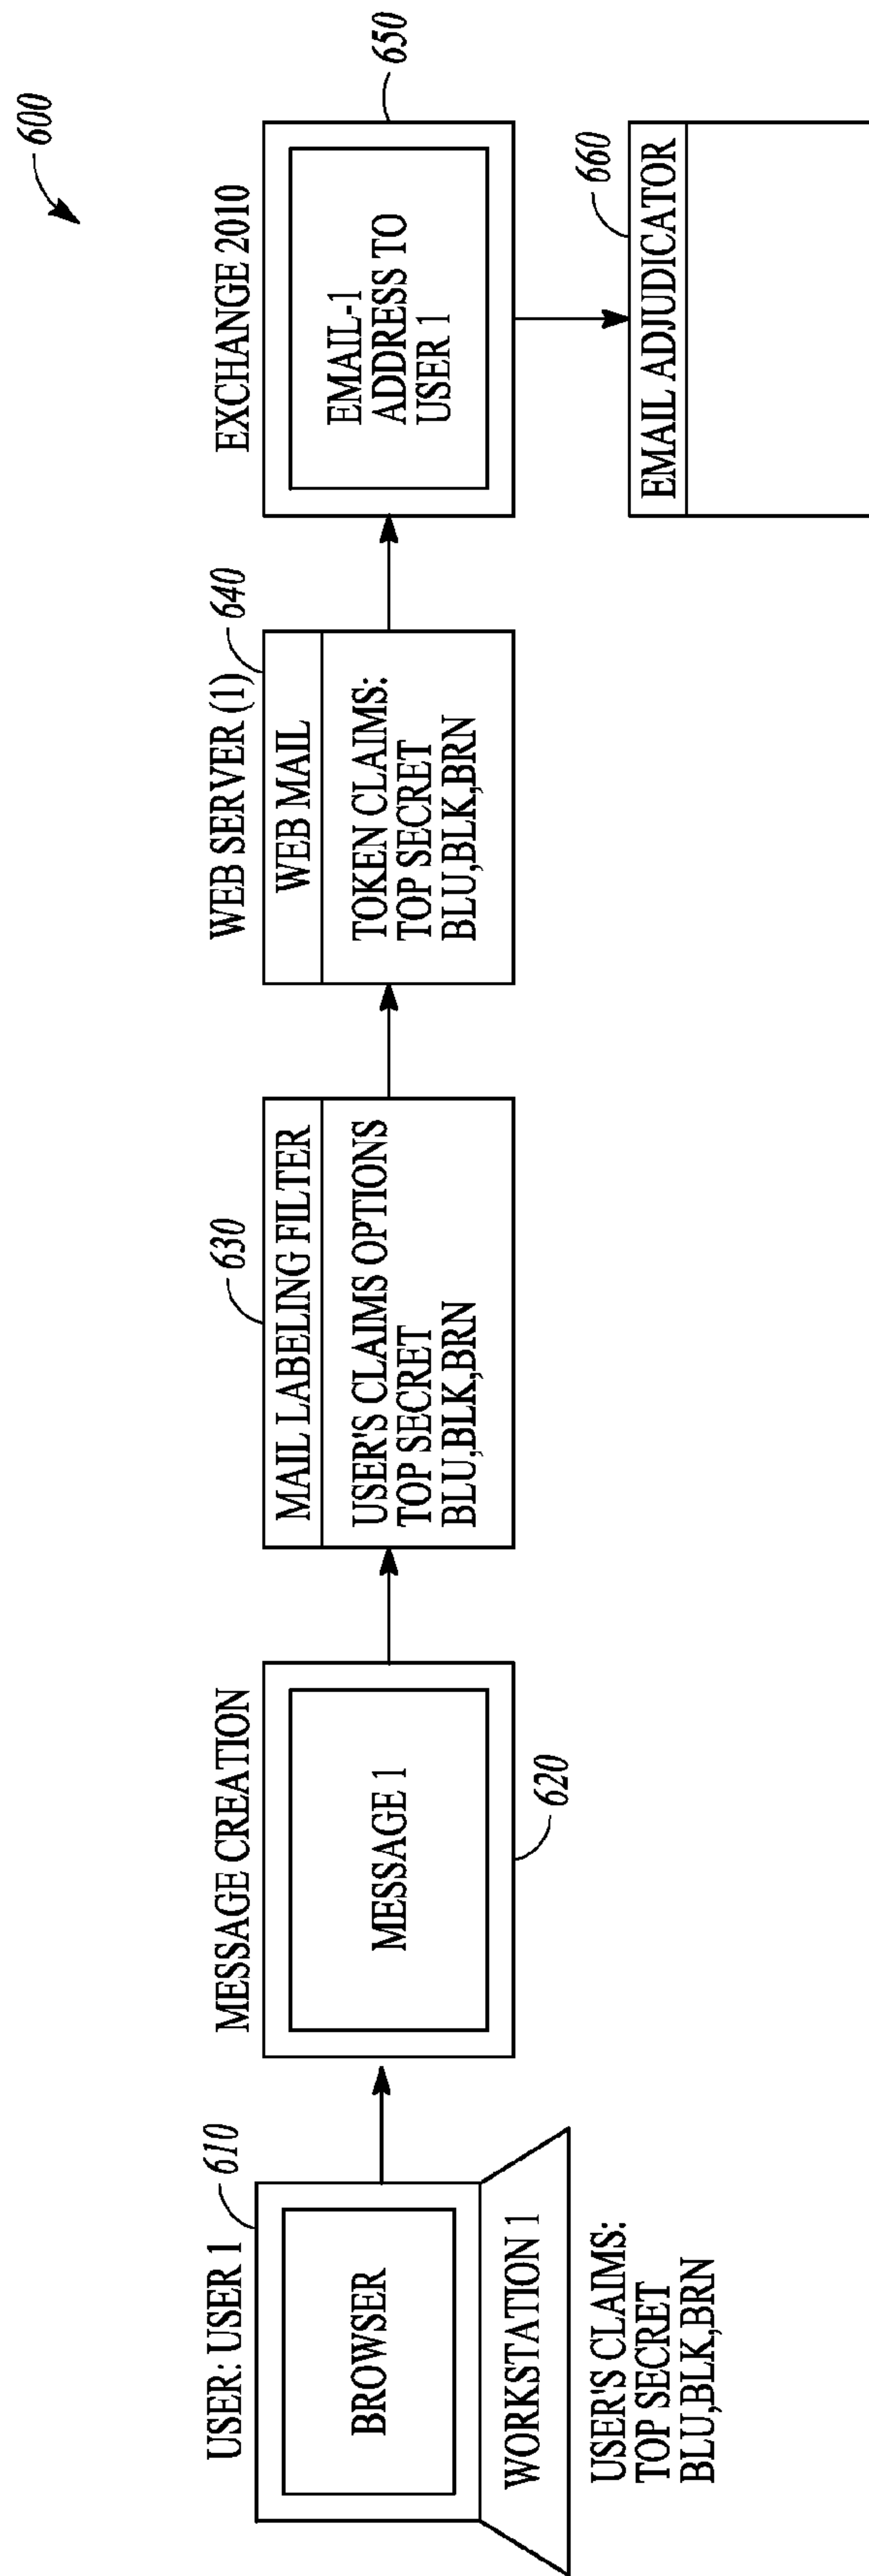 600
USER: USER 1
610
BROWSER
WORKSTATION 1
USER'S CLAIMS:
TOP SECRET
BLU,BLK,BRN
MESSAGE CREATION
MESSAGE 1
620
630
MAIL LABELING FILTER
USER'S CLAIMS OPTIONS
TOP SECRET
BLU,BLK,BRN
WEB SERVER (1)
640
WEB MAIL
TOKEN CLAIMS:
TOP SECRET
BLU,BLK,BRN
EXCHANGE 2010
650
EMAIL-1
ADDRESS TO
USER 1
660
EMAIL ADJUDICATOR